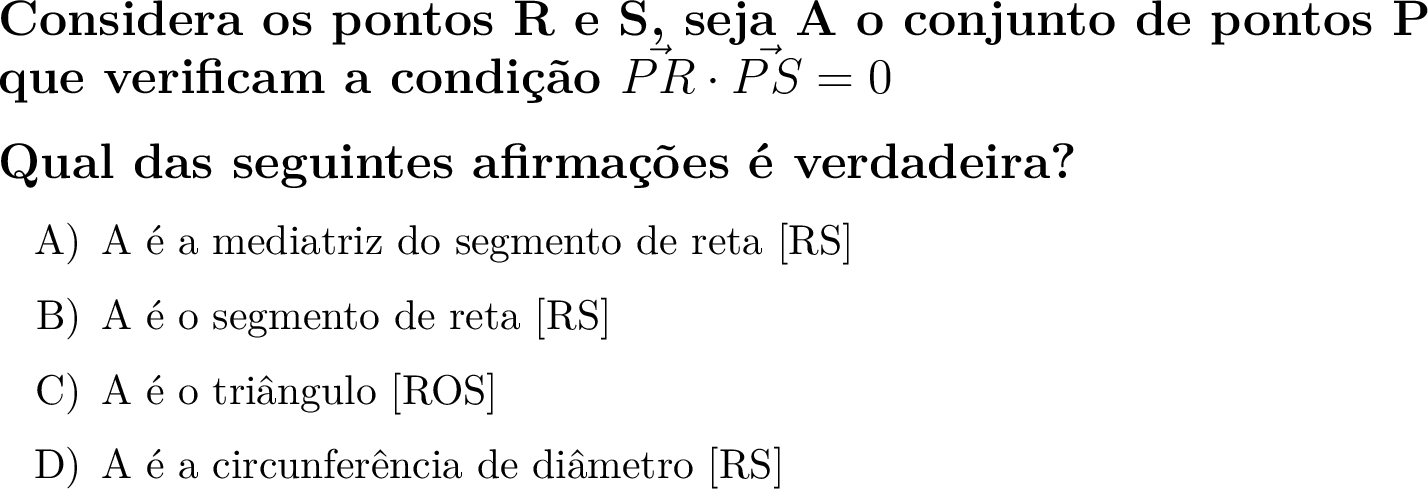 Considera os pontos R e S, seja A o conjunto de pontos P
que verificam a condição $\vec{PR} \cdot \vec{PS} = 0$
Qual das seguintes afirmações é verdadeira?
A) A é a mediatriz do segmento de reta [RS]
B) A é o segmento de reta [RS]
C) A é o triângulo [ROS]
D) A é a circunferência de diâmetro [RS]